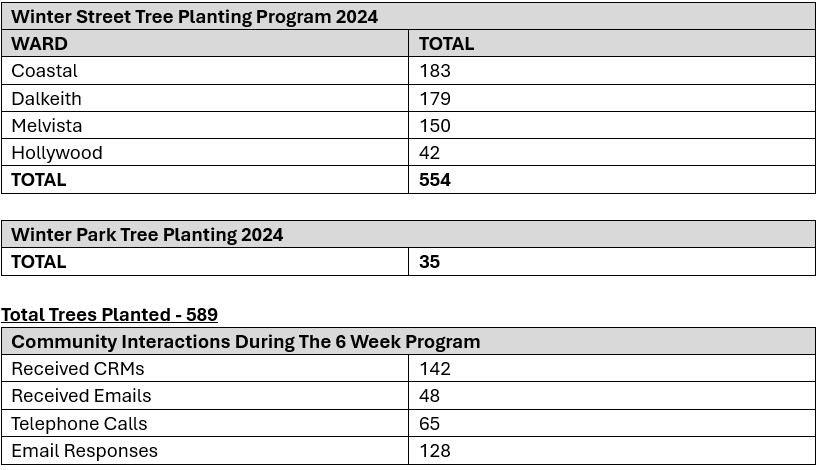 Winter Street Tree Planting Program 2024
WARD TOTAL
Coastal 183
Dalkeith 179
Melvista 150
Hollywood 42
TOTAL 554
Winter Park Tree Planting 2024
TOTAL 35
Total Trees Planted - 589
Community Interactions During The 6 Week Program
Received CRMs 142
Received Emails 48
Telephone Calls 65
Email Responses 128